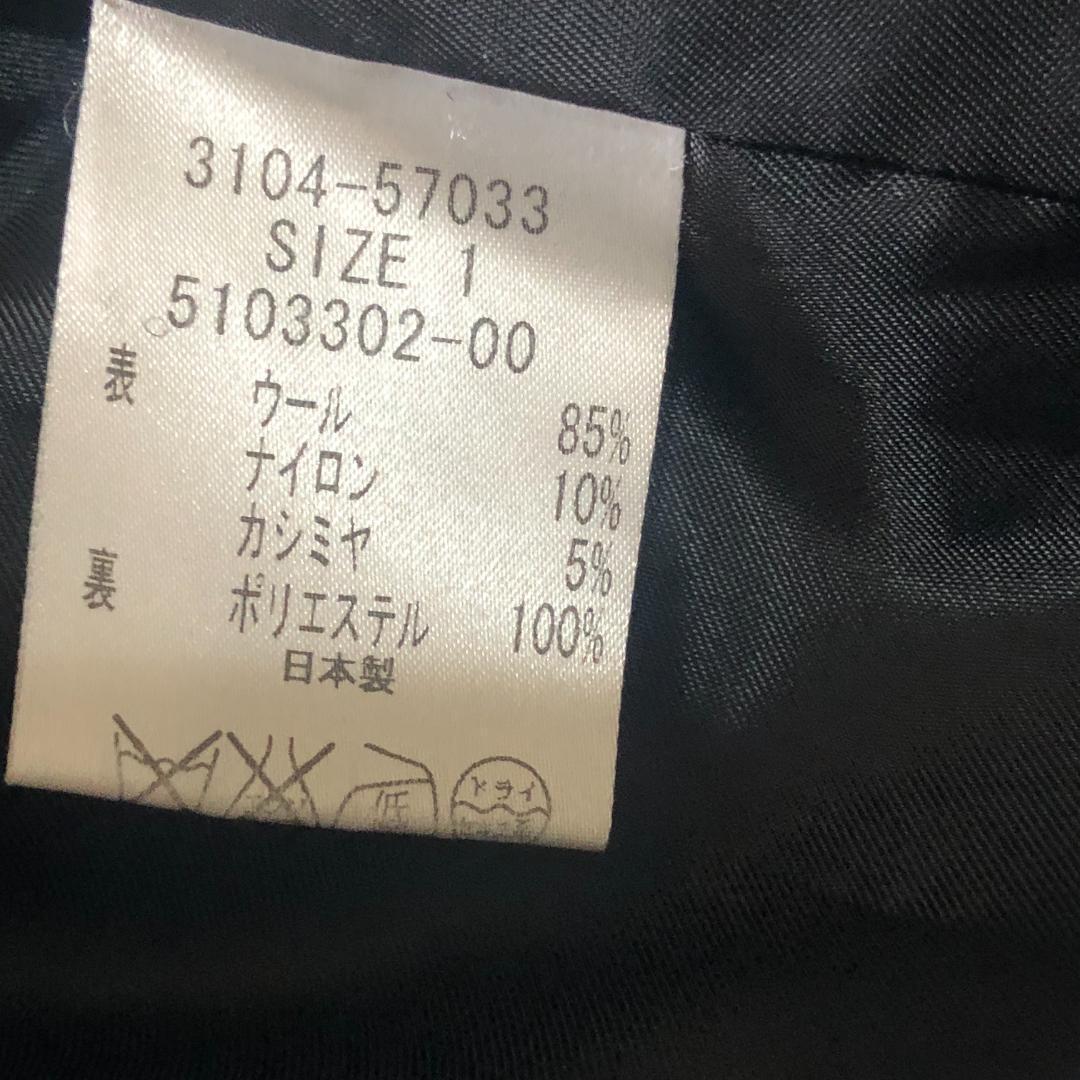 3104-57033
SIZE 1
5103302-00
表 ウール 85%
ナイロン 10%
カシミヤ 5%
裏 ポリエステル 100%
日本製
低 ドライ